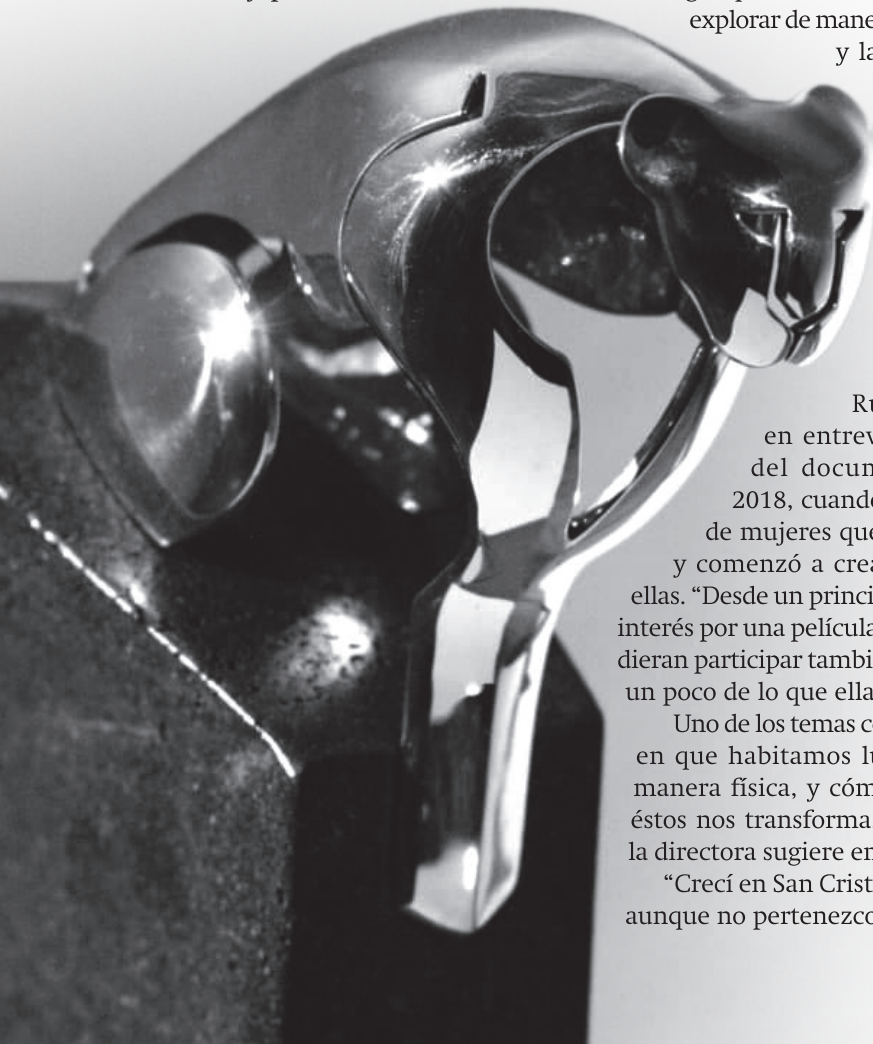 explorar de mane
y la
Ru
en entrev
del docum
2018, cuando
de mujeres que
y comenzó a crea
ellas. “Desde un princi
interés por una película
dieran participar tambi
un poco de lo que ella
Uno de los temas c
en que habitamos lu
manera física, y cóm
éstos nos transforma
la directora sugiere en
“Crecí en San Crist
aunque no pertenezco